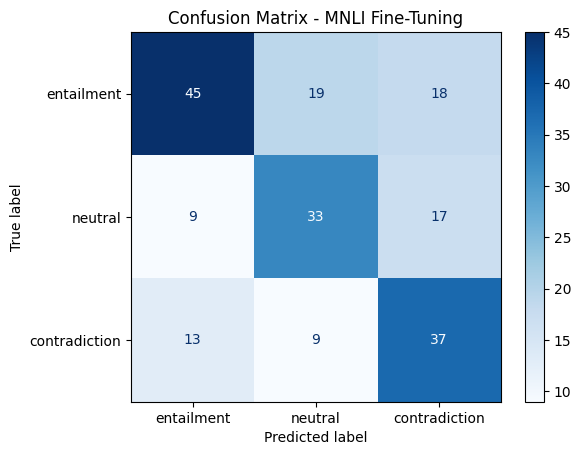 Confusion Matrix - MNLI Fine-Tuning
45
entailment 45 19 18
40
35
30
True label
neutral 9 33 17
25
20
contradiction 13 9 37
15
10
entailment neutral contradiction
Predicted label